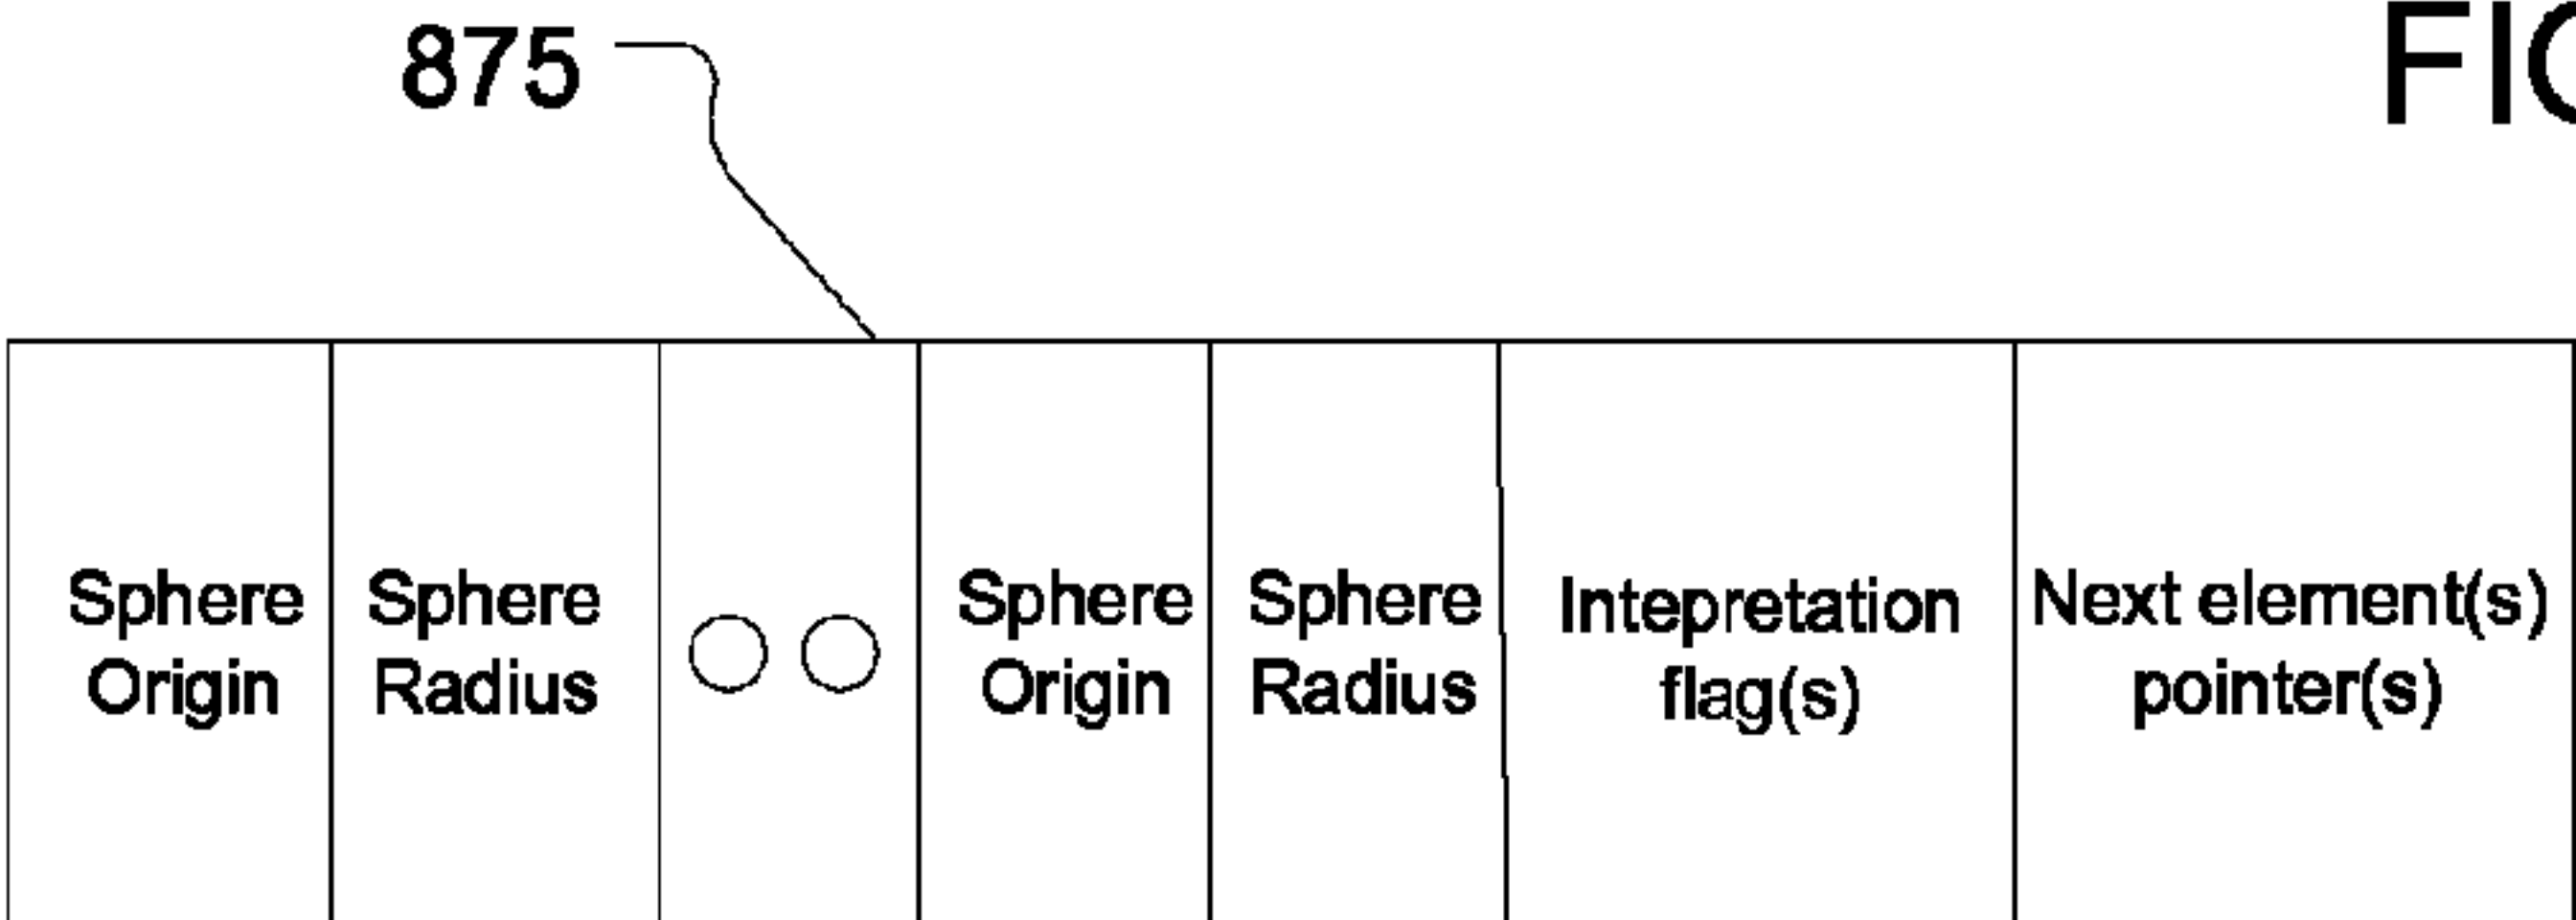 875
FIG
Sphere Origin
Sphere Radius
Sphere Origin
Sphere Radius
Intepretation flag(s)
Next element(s) pointer(s)